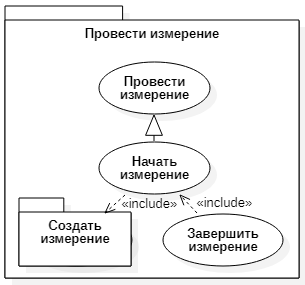 Провести измерение
Провести
измерение
Начать
измерение
«include»
«include»
Создать
измерение
Завершить
измерение